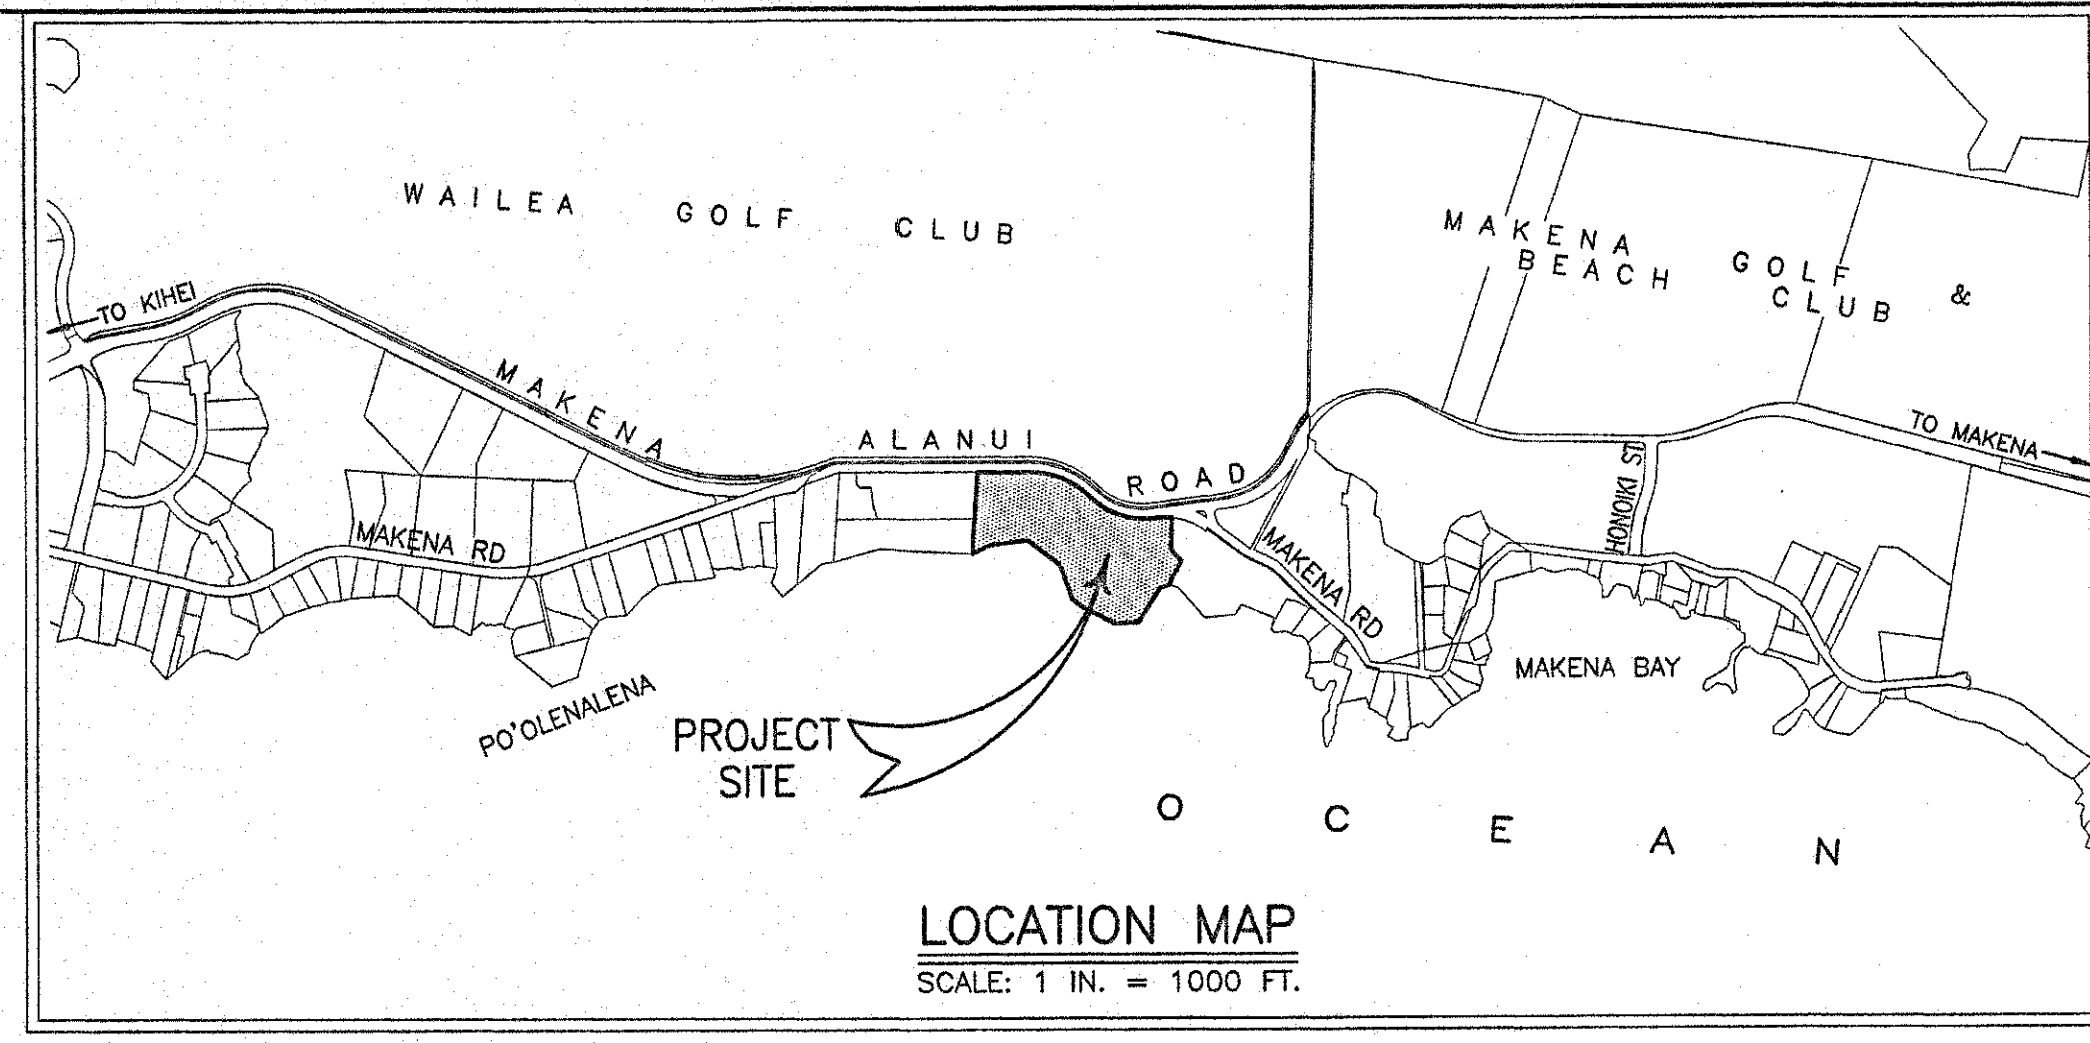 WAILEA GOLF CLUB
MAKENA GOLF &
BEACH CLUB
TO KIHEI
MAKENA ALANUI ROAD
TO MAKENA
HONOIKI ST
MAKENA RD
MAKENA RD
MAKENA BAY
PO'OLENALENA
PROJECT
SITE
OCEAN
LOCATION MAP
SCALE: 1 IN. = 1000 FT.